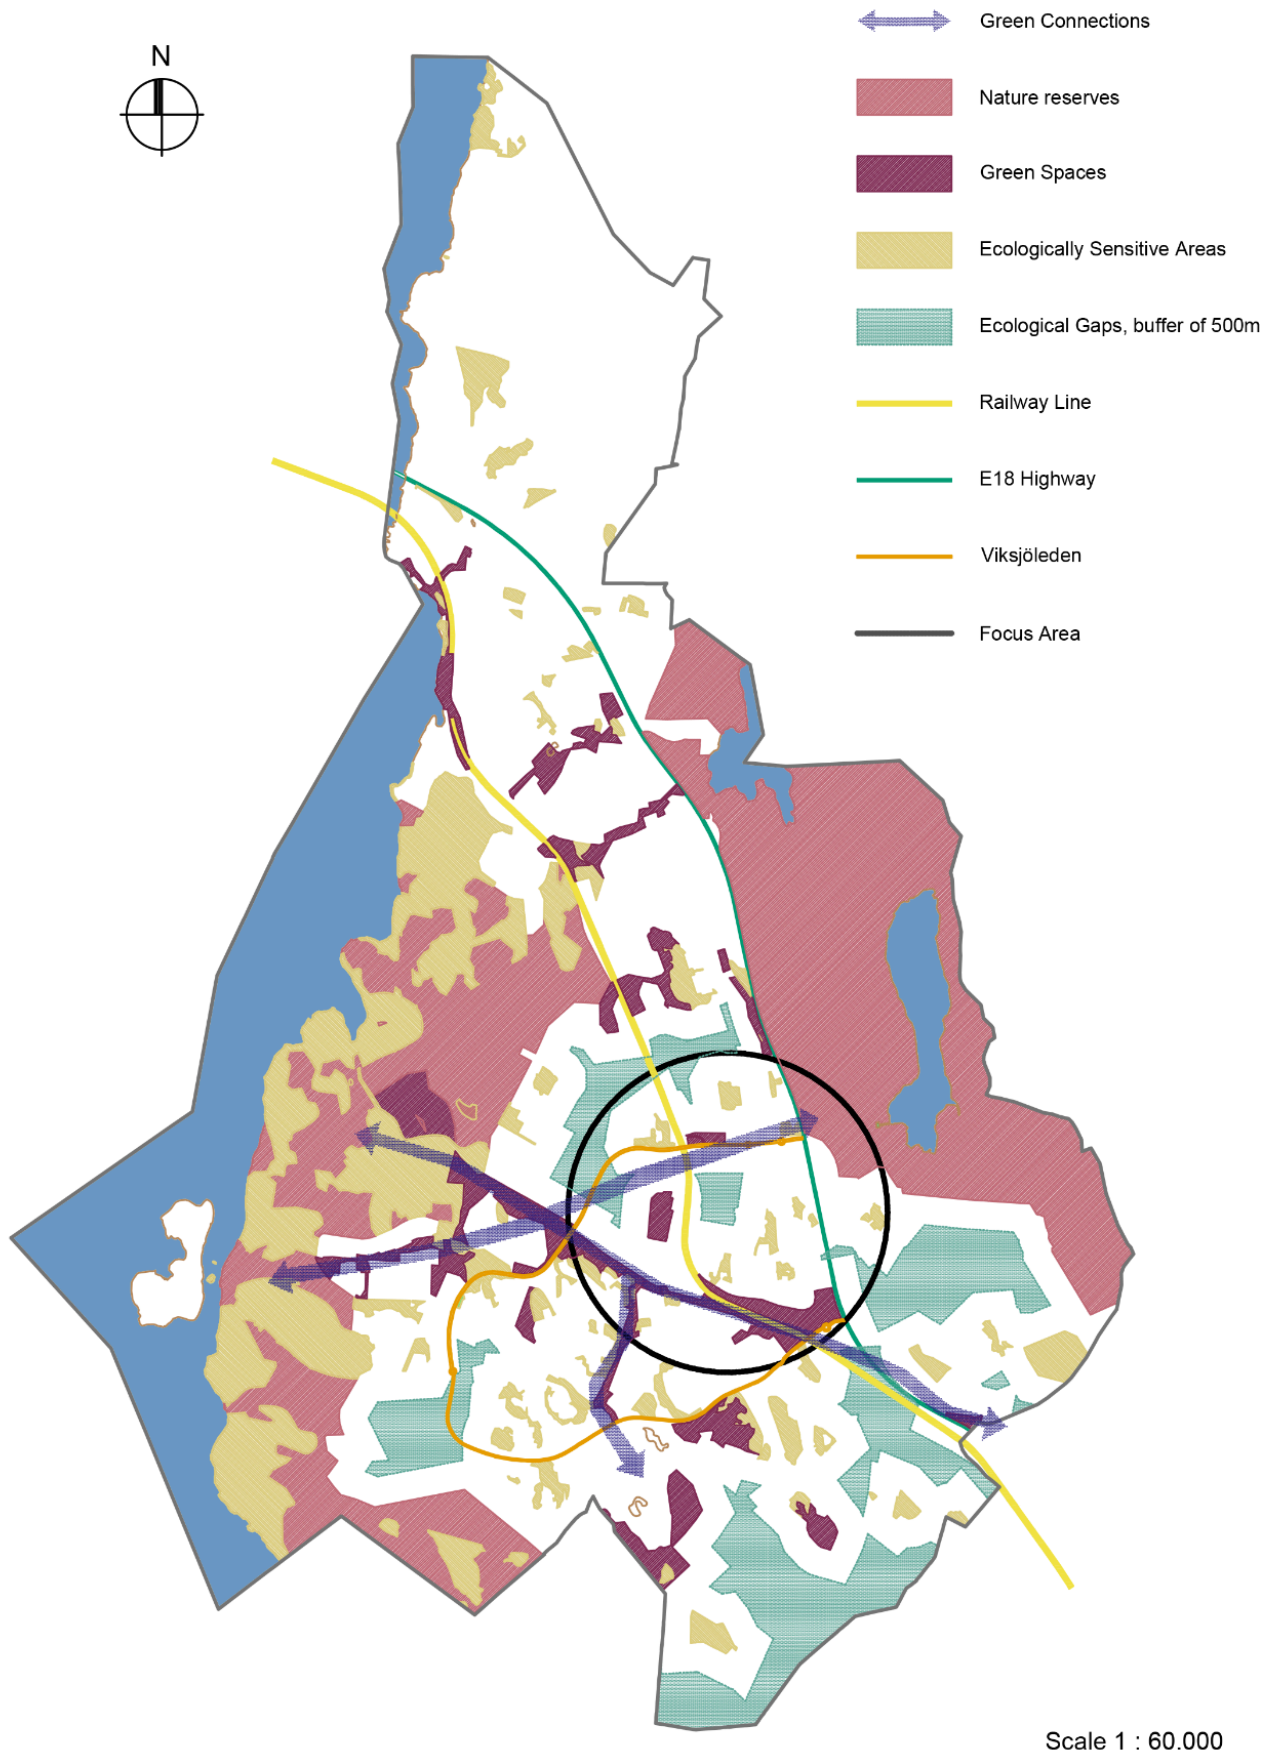 Green Connections
N
Nature reserves
Green Spaces
Ecologically Sensitive Areas
Ecological Gaps, buffer of 500m
Railway Line
E18 Highway
Viksjöleden
Focus Area
Scale 1 : 60.000